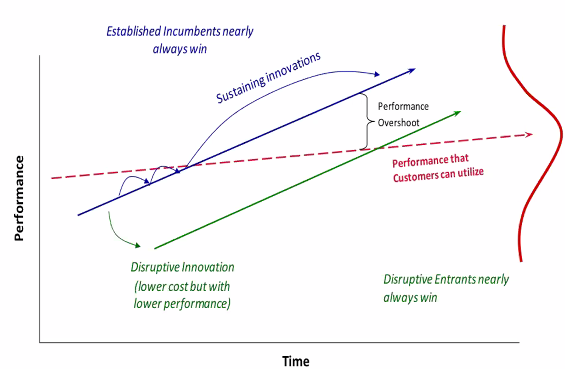 Established Incumbents nearly
always win
Sustaining innovations
Performance
Overshoot
Performance that
Customers can utilize
Performance
Disruptive Innovation
(lower cost but with
lower performance)
Disruptive Entrants nearly
always win
Time